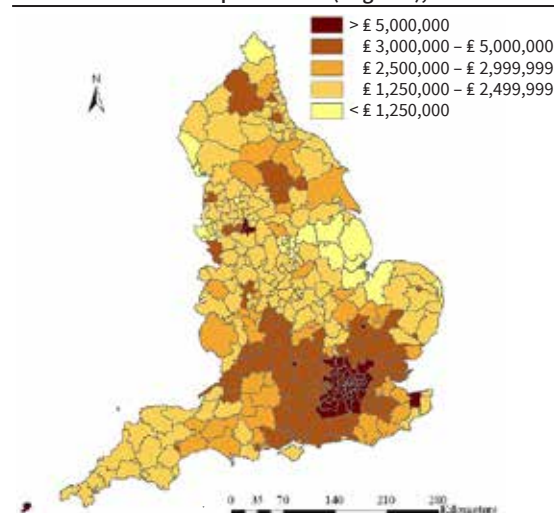 > £ 5,000,000
£ 3,000,000 – £ 5,000,000
£ 2,500,000 – £ 2,999,999
£ 1,250,000 – £ 2,499,999
< £ 1,250,000
N
0 35 70 140 210 280
Kilometers